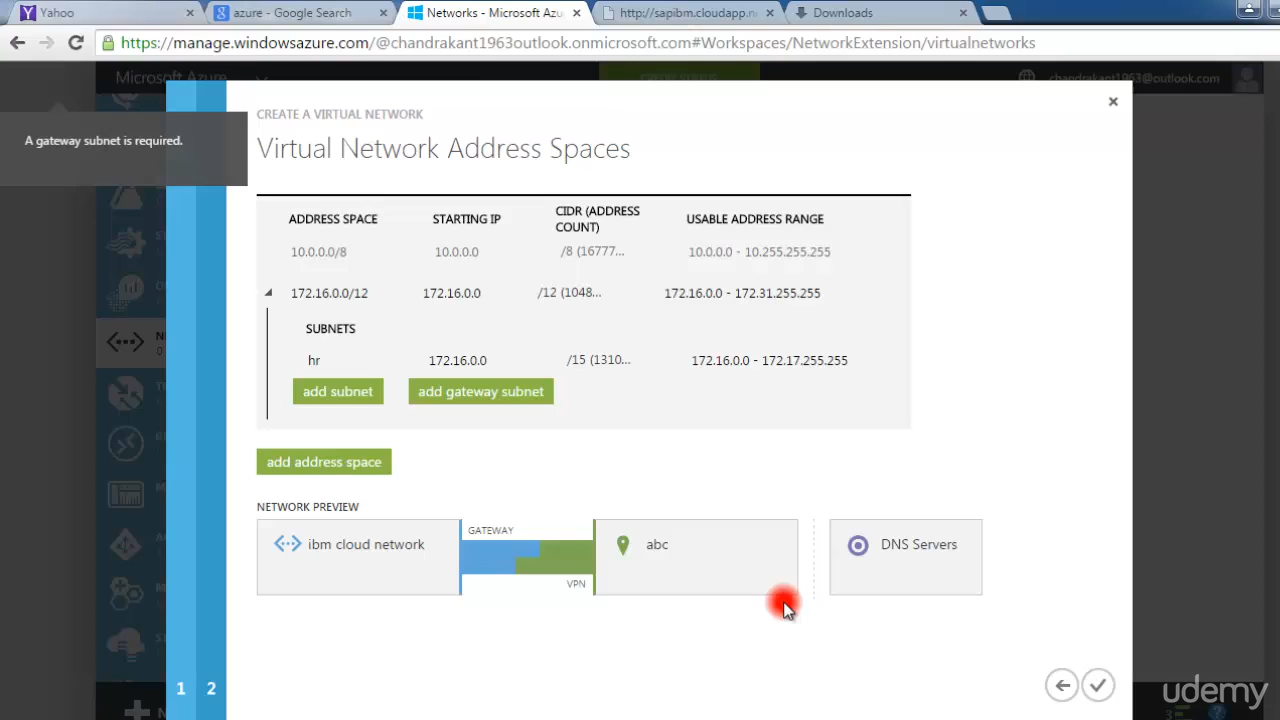 Yahoo
azure - Google Search
Networks - Microsoft Azu
http://sapibm.cloudapp.n
Downloads
https://manage.windowsazure.com/@chandrakant1963outlook.onmicrosoft.com#Workspaces/NetworkExtension/virtualnetworks
Microsoft Azure
chandrakant1963@outlook.com
A gateway subnet is required.
CREATE A VIRTUAL NETWORK
Virtual Network Address Spaces
ADDRESS SPACE STARTING IP CIDR (ADDRESS COUNT) USABLE ADDRESS RANGE
10.0.0.0/8 10.0.0.0 /8 (16777... 10.0.0.0 - 10.255.255.255
172.16.0.0/12 172.16.0.0 /12 (1048... 172.16.0.0 - 172.31.255.255
SUBNETS
hr 172.16.0.0 /15 (1310... 172.16.0.0 - 172.17.255.255
add subnet add gateway subnet
add address space
NETWORK PREVIEW
ibm cloud network
GATEWAY
VPN
abc
DNS Servers
1 2
udemy